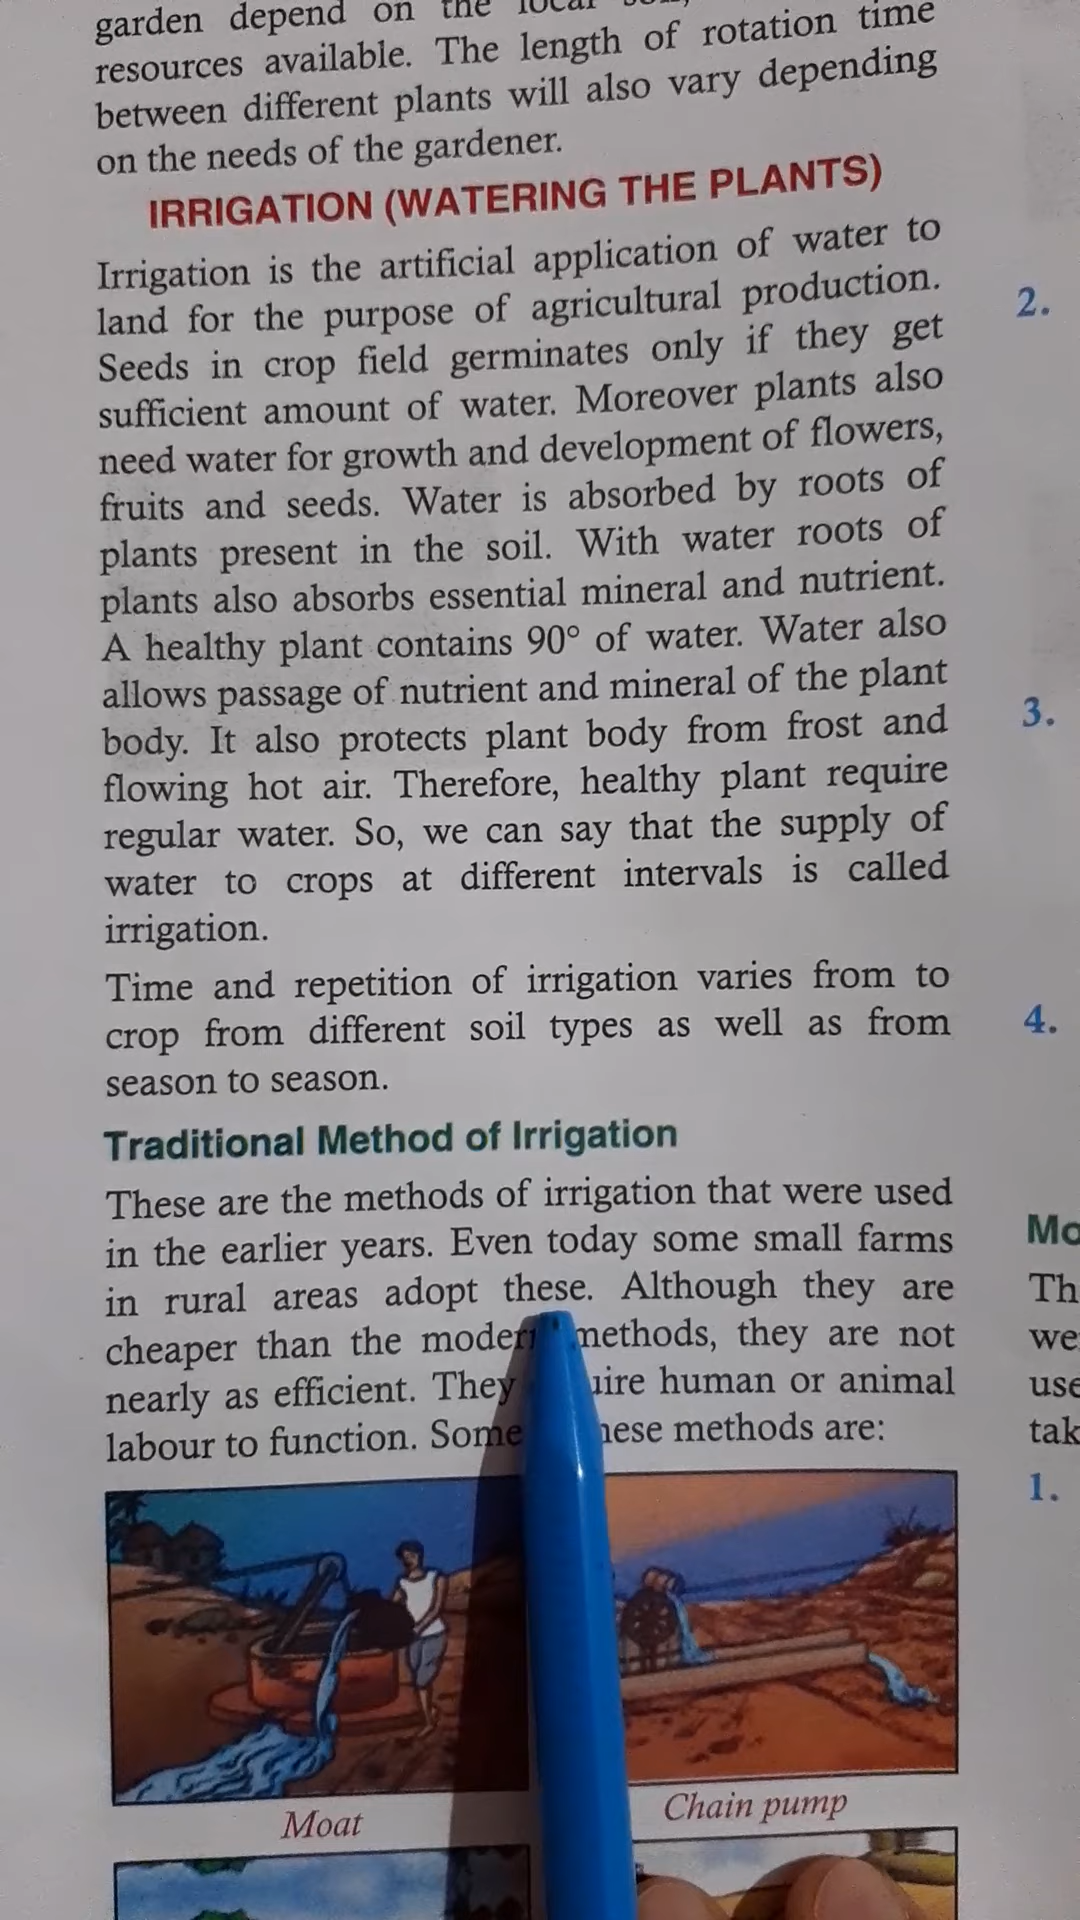 garden depend on the local
resources available. The length of rotation time
between different plants will also vary depending
on the needs of the gardener.
IRRIGATION (WATERING THE PLANTS)
Irrigation is the artificial application of water to
land for the purpose of agricultural production.
Seeds in crop field germinates only if they get
sufficient amount of water. Moreover plants also
need water for growth and development of flowers,
fruits and seeds. Water is absorbed by roots of
plants present in the soil. With water roots of
plants also absorbs essential mineral and nutrient.
A healthy plant contains 90° of water. Water also
allows passage of nutrient and mineral of the plant
body. It also protects plant body from frost and
flowing hot air. Therefore, healthy plant require
regular water. So, we can say that the supply of
water to crops at different intervals is called
irrigation.
Time and repetition of irrigation varies from to
crop from different soil types as well as from
season to season.
Traditional Method of Irrigation
These are the methods of irrigation that were used
in the earlier years. Even today some small farms
in rural areas adopt these. Although they are
cheaper than the modern methods, they are not
nearly as efficient. They human or animal
labour to function. Some these methods are:
Moat
Chain pump
2.
3.
4.
Mo
Th
we
use
tak
1.